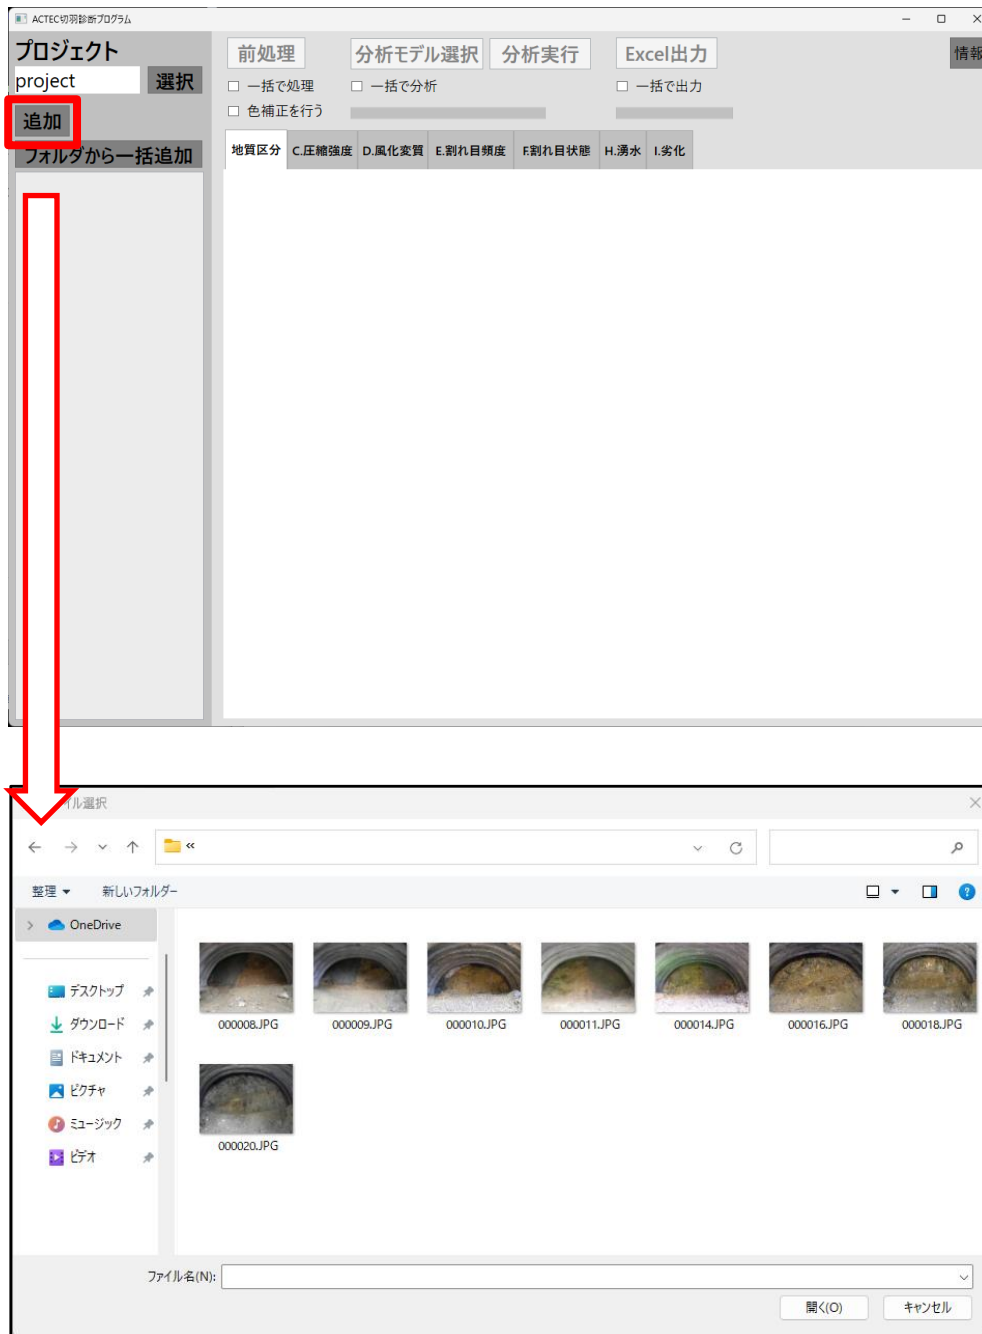 ACTEC切羽診断プログラム
プロジェクト
project 選択
追加
フォルダから一括追加
前処理 分析モデル選択 分析実行 Excel出力 情報
一括で処理 一括で分析 一括で出力
色補正を行う
地質区分 C.圧縮強度 D.風化変質 E.割れ目頻度 F.割れ目状態 H.湧水 I.劣化
イル選択
«
整理 新しいフォルダー
OneDrive
デスクトップ
ダウンロード
ドキュメント
ピクチャ
ミュージック
ビデオ
000008.JPG 000009.JPG 000010.JPG 000011.JPG 000014.JPG 000016.JPG 000018.JPG
000020.JPG
ファイル名(N):
開く(O) キャンセル